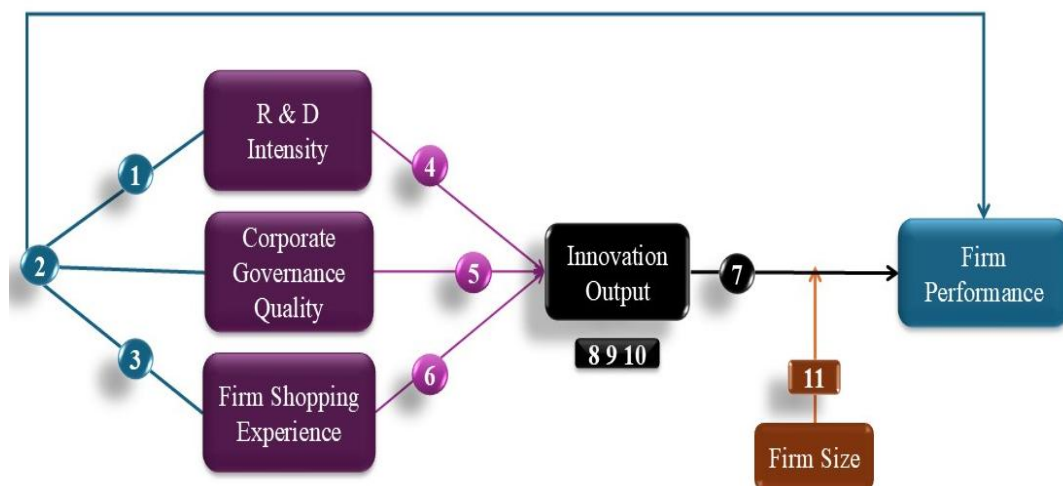 R & D
Intensity
1
4
2
Corporate
Governance
Quality
5
Innovation
Output
7
Firm
Performance
3
Firm Shopping
Experience
6
8 9 10
11
Firm Size